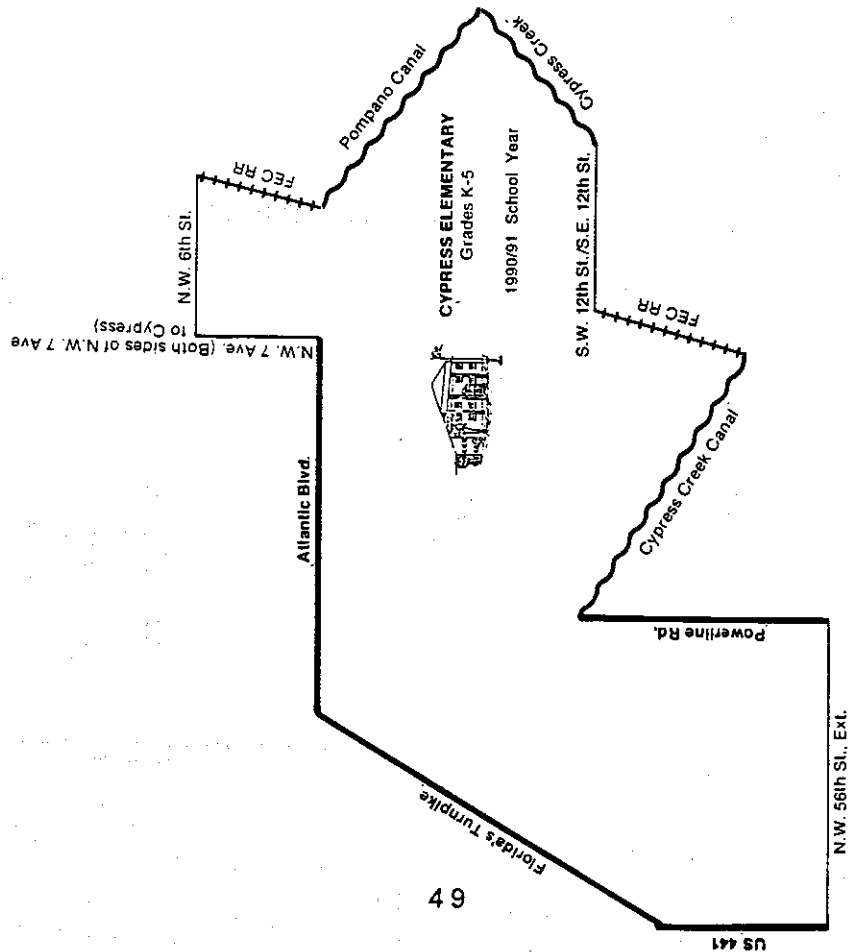 N.W. 6th St.
FEC RR
Pompano Canal
Cypress Creek
N.W. 7 Ave. (Both sides of N.W. 7 Ave
to Cypress)
Atlantic Blvd.
CYPRESS ELEMENTARY
Grades K-5
1990/91 School Year
S.W. 12th St./S.E. 12th St.
FEC RR
Cypress Creek Canal
Powerline Rd.
Florida's Turnpike
49
US 441
N.W. 56th St., Ext.